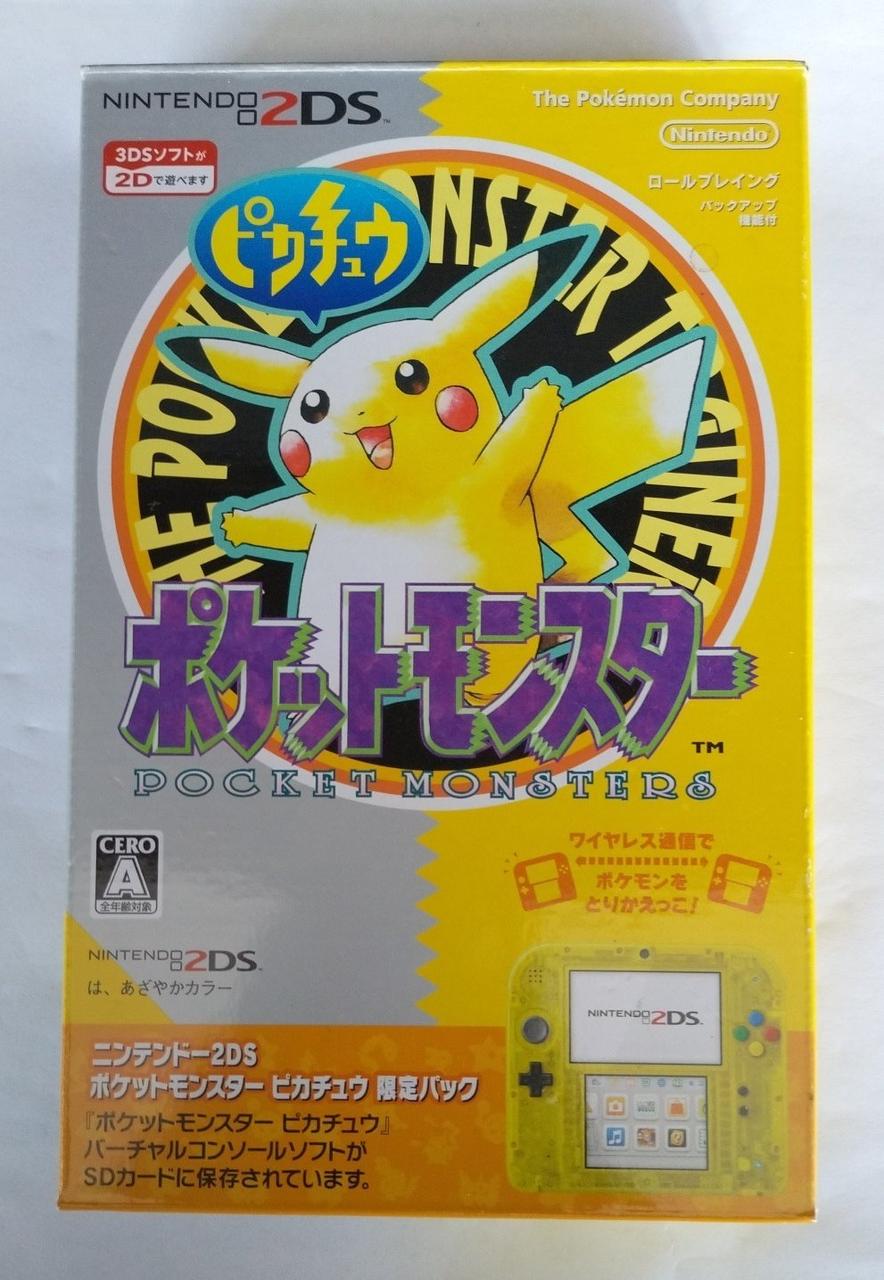 NINTENDO 2DS™
The Pokémon Company
Nintendo
3DSソフトが
2Dで遊べます
ロールプレイング
バックアップ
機能付
ピカチュウ
ポケットモンスター
TM
POCKET MONSTERS
CERO
A
全年齢対象
ワイヤレス通信で
ポケモンを
とりかえっこ!
NINTENDO 2DS™
は、あざやかカラー
NINTENDO 2DS™
ニンテンドー2DS
ポケットモンスター ピカチュウ 限定パック
『ポケットモンスター ピカチュウ』
バーチャルコンソールソフトが
SDカードに保存されています。